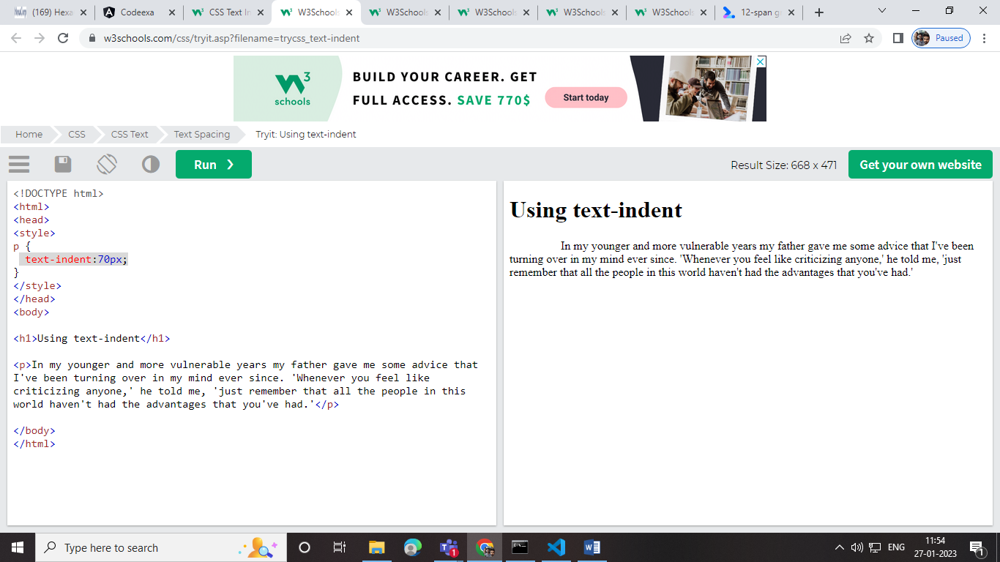 (169) Hexa
Codeexa
CSS Text In
W3Schools
W3Schools
W3Schools
W3Schools
W3Schools
12-span g
w3schools.com/css/tryit.asp?filename=trycss_text-indent
Paused
3
schools
BUILD YOUR CAREER. GET
FULL ACCESS. SAVE 770$
Start today
Home
CSS
CSS Text
Text Spacing
Tryit: Using text-indent
Run ❯
Result Size: 668 x 471
Get your own website
<!DOCTYPE html>
<html>
<head>
<style>
p {
text-indent:70px;
}
</style>
</head>
<body>
<h1>Using text-indent</h1>
<p>In my younger and more vulnerable years my father gave me some advice that
I've been turning over in my mind ever since. 'Whenever you feel like
criticizing anyone,' he told me, 'just remember that all the people in this
world haven't had the advantages that you've had.'</p>
</body>
</html>
Using text-indent
In my younger and more vulnerable years my father gave me some advice that I've been
turning over in my mind ever since. 'Whenever you feel like criticizing anyone,' he told me, 'just
remember that all the people in this world haven't had the advantages that you've had.'
Type here to search
1
ENG
11:54
27-01-2023
1